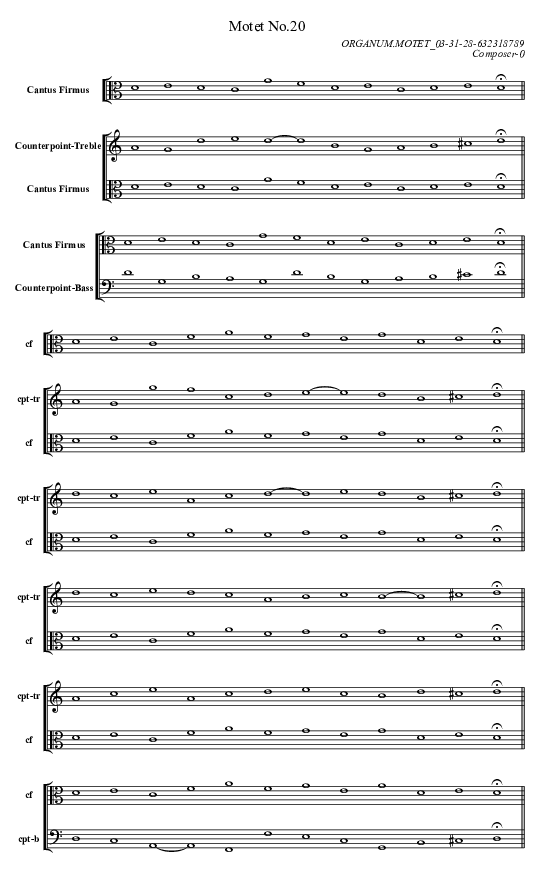 Motet No.20
ORGANUM.MOTET_03-31-28-632318789
Composer-0
Cantus Firmus
Counterpoint-Treble
Cantus Firmus
Cantus Firmus
Counterpoint-Bass
cf
cpt-tr
cf
cpt-tr
cf
cpt-tr
cf
cpt-tr
cf
cf
cpt-b